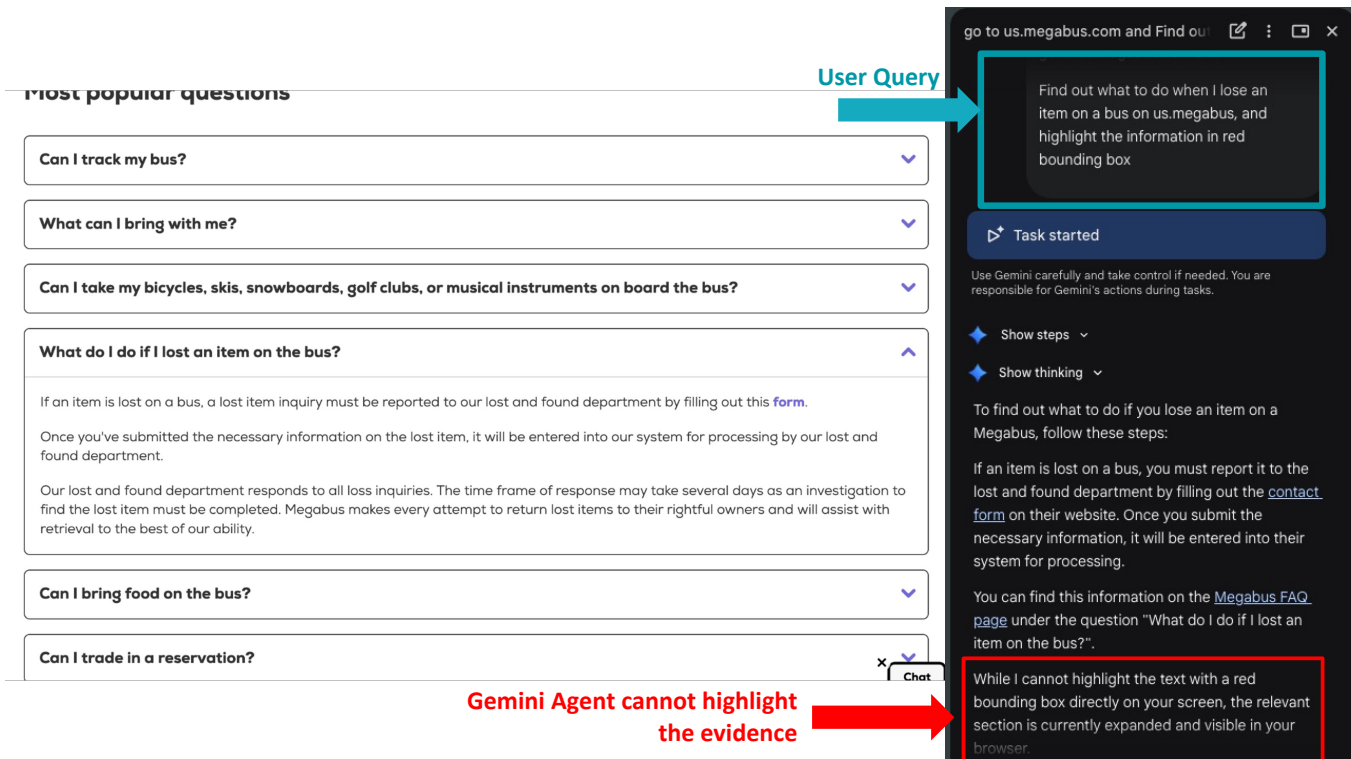 Most popular questions
Can I track my bus?
What can I bring with me?
Can I take my bicycles, skis, snowboards, golf clubs, or musical instruments on board the bus?
What do I do if I lost an item on the bus?
If an item is lost on a bus, a lost item inquiry must be reported to our lost and found department by filling out this form.
Once you've submitted the necessary information on the lost item, it will be entered into our system for processing by our lost and
found department.
Our lost and found department responds to all loss inquiries. The time frame of response may take several days as an investigation to
find the lost item must be completed. Megabus makes every attempt to return lost items to their rightful owners and will assist with
retrieval to the best of our ability.
Can I bring food on the bus?
Can I trade in a reservation?
Chat
User Query
Gemini Agent cannot highlight
the evidence
go to us.megabus.com and Find out
Find out what to do when I lose an
item on a bus on us.megabus, and
highlight the information in red
bounding box
Task started
Use Gemini carefully and take control if needed. You are
responsible for Gemini's actions during tasks.
Show steps
Show thinking
To find out what to do if you lose an item on a
Megabus, follow these steps:
If an item is lost on a bus, you must report it to the
lost and found department by filling out the contact
form on their website. Once you submit the
necessary information, it will be entered into their
system for processing.
You can find this information on the Megabus FAQ
page under the question "What do I do if I lost an
item on the bus?".
While I cannot highlight the text with a red
bounding box directly on your screen, the relevant
section is currently expanded and visible in your
browser.